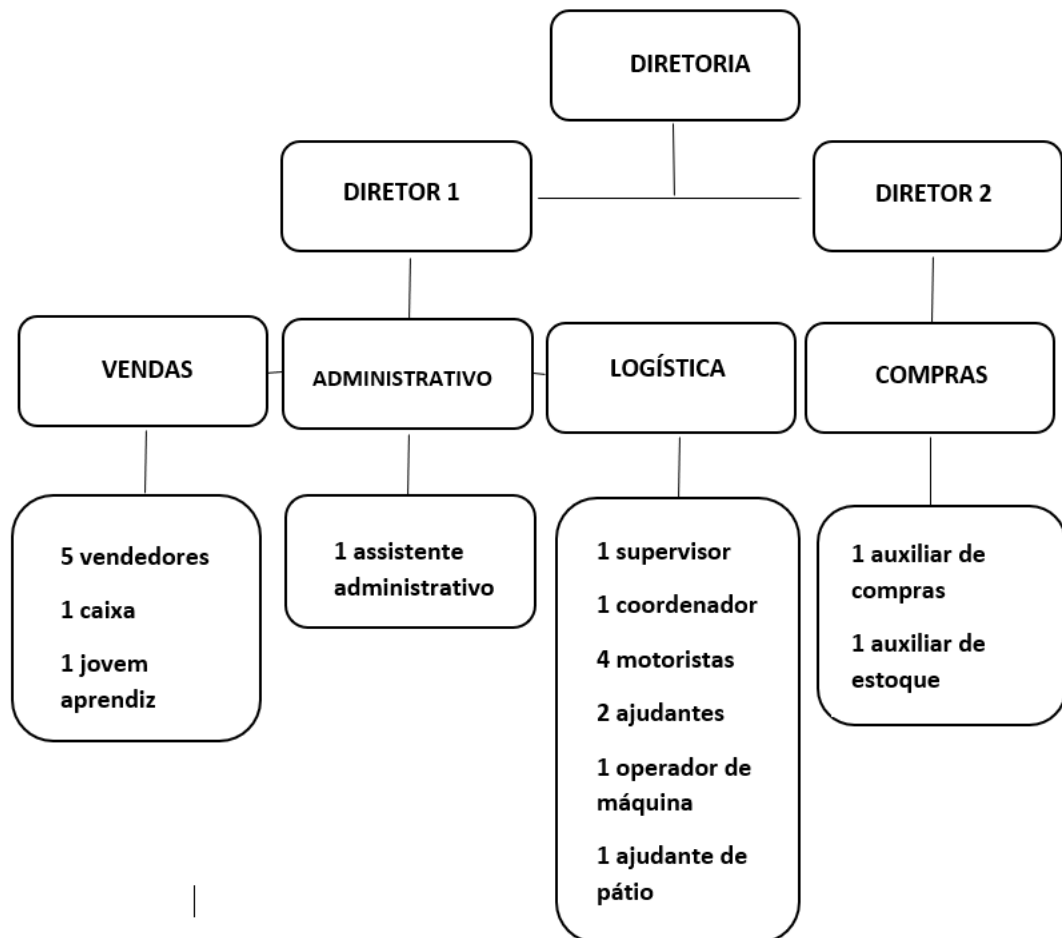 DIRETORIA
DIRETOR 1
DIRETOR 2
VENDAS
ADMINISTRATIVO
LOGÍSTICA
COMPRAS
5 vendedores
1 caixa
1 jovem
aprendiz
1 assistente
administrativo
1 supervisor
1 coordenador
4 motoristas
2 ajudantes
1 operador de
máquina
1 ajudante de
pátio
1 auxiliar de
compras
1 auxiliar de
estoque